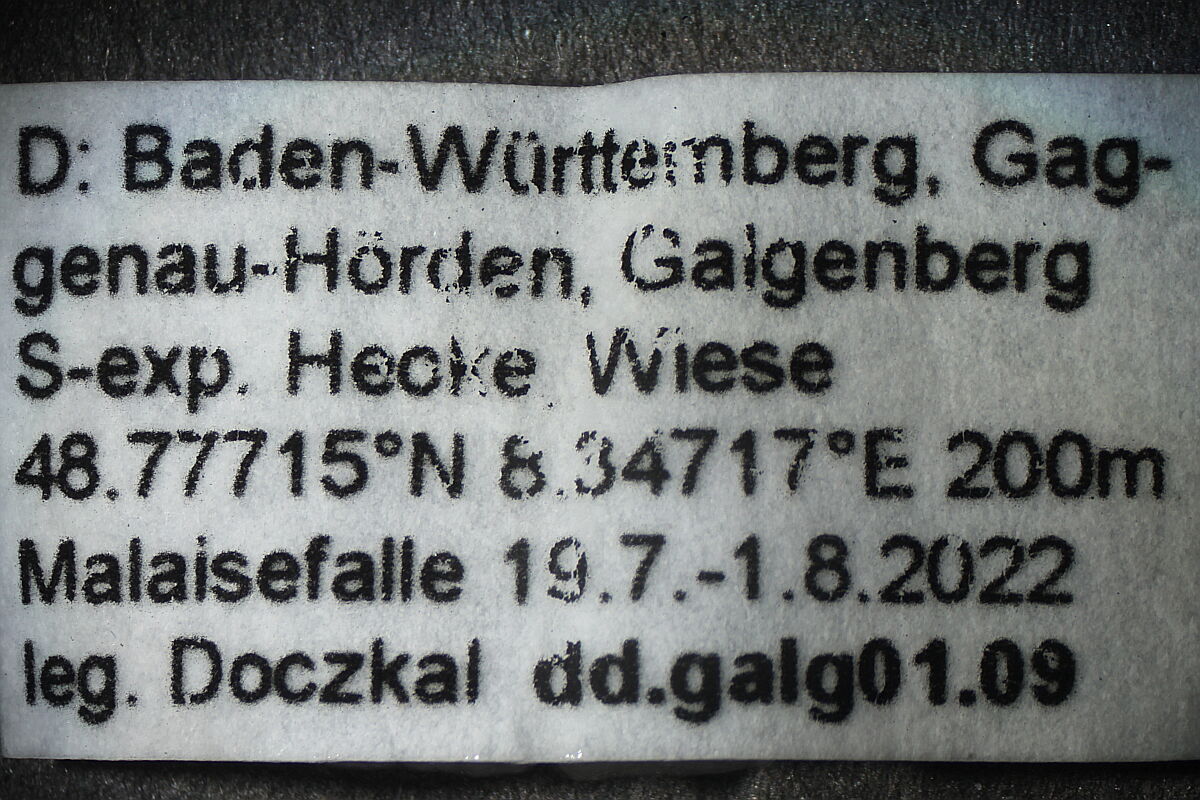 D: Baden-Württemberg, Gag-
genau-Hörden, Galgenberg
S-exp. Hecke Wiese
48.77715°N 8.34717°E 200m
Malaisefalle 19.7.-1.8.2022
leg. Doczkal dd.galg01.09